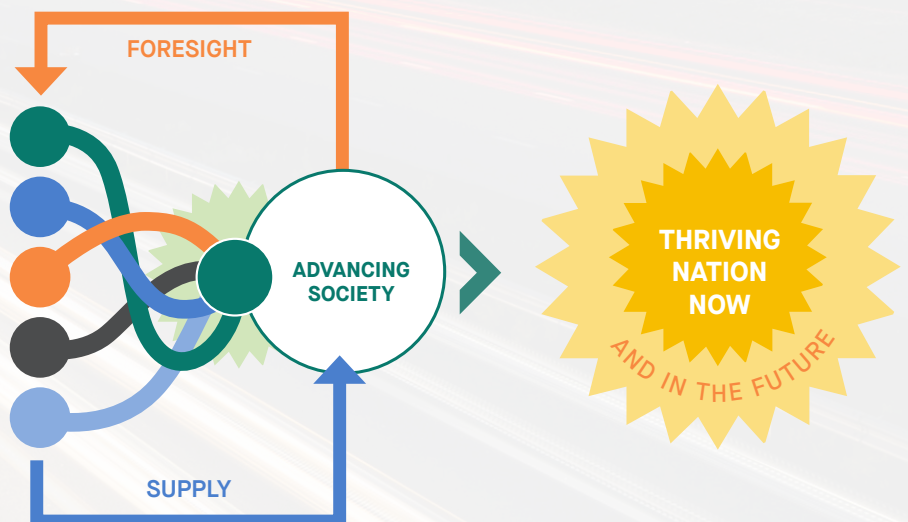 FORESIGHT
ADVANCING
SOCIETY
SUPPLY
THRIVING
NATION
NOW
AND IN THE FUTURE